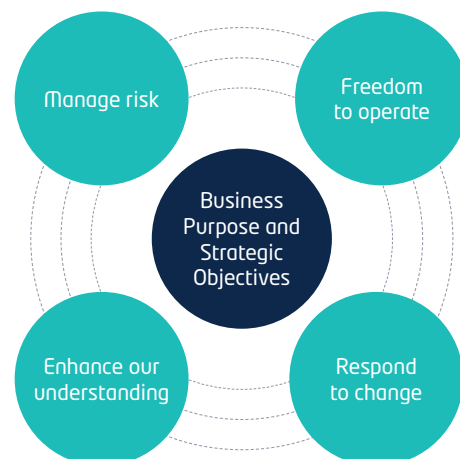 Manage risk
Freedom
to operate
Business
Purpose and
Strategic
Objectives
Enhance our
understanding
Respond
to change